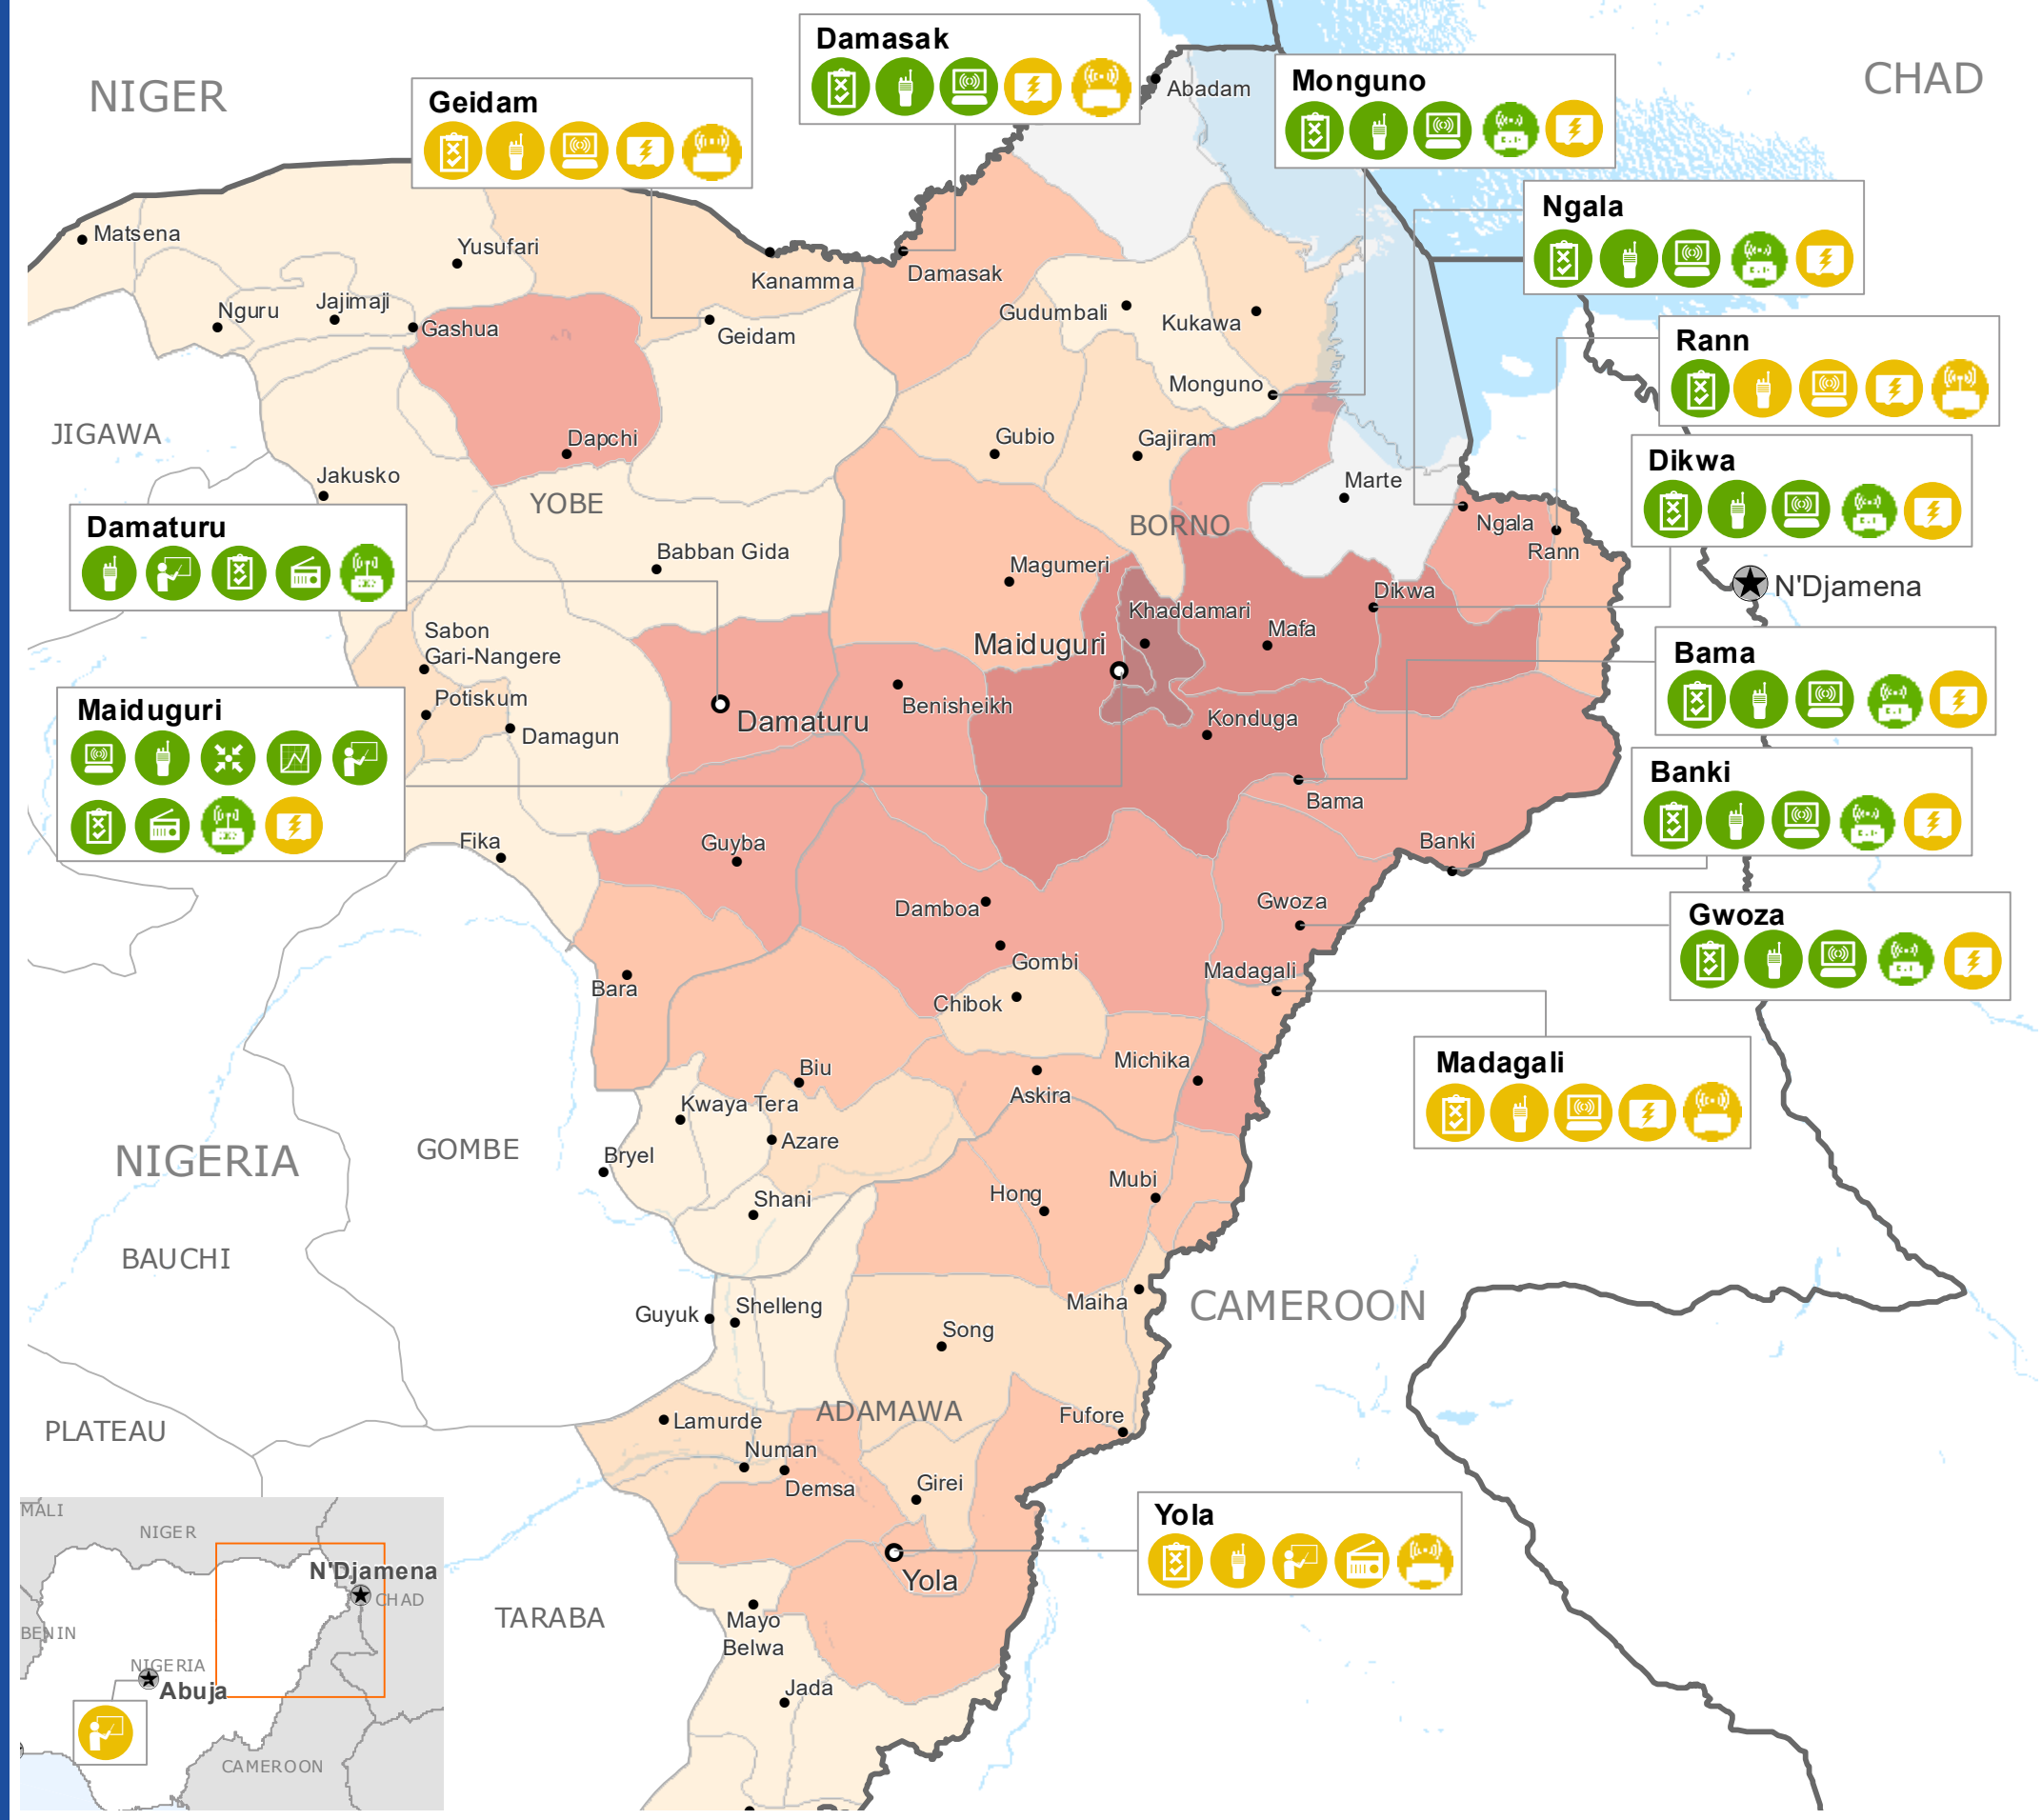 Damasak
NIGER
CHAD
Monguno
Geidam
Abadam
Ngala
Matsena
Yusufari
Kanamma
Damasak
Nguru
Jajimaji
Gashua
Geidam
Gudumbali
Kukawa
Rann
Monguno
JIGAWA
Dapchi
Gubio
Gajiram
Dikwa
Jakusko
YOBE
Marte
BORNO
Ngala
Rann
Damaturu
Babban Gida
Magumeri
N'Djamena
Dikwa
Khaddamari
Mafa
Sabon
Gari-Nangere
Maiduguri
Bama
Potiskum
Benisheikh
Konduga
Maiduguri
Damaturu
Damagun
Banki
Bama
Fika
Guyba
Banki
Damboa
Gwoza
Gwoza
Gombi
Madagali
Bara
Chibok
Michika
Madagali
Biu
Askira
Kwaya Tera
NIGERIA
GOMBE
Azare
Bryel
Hong
Mubi
Shani
BAUCHI
Maiha
CAMEROON
Guyuk
Shelleng
Song
PLATEAU
Lamurde
ADAMAWA
Fufore
Numan
Demsa
Girei
Yola
MALI
NIGER
N'Djamena
CHAD
Yola
TARABA
Mayo
Belwa
BENIN
NIGERIA
Abuja
Jada
CAMEROON